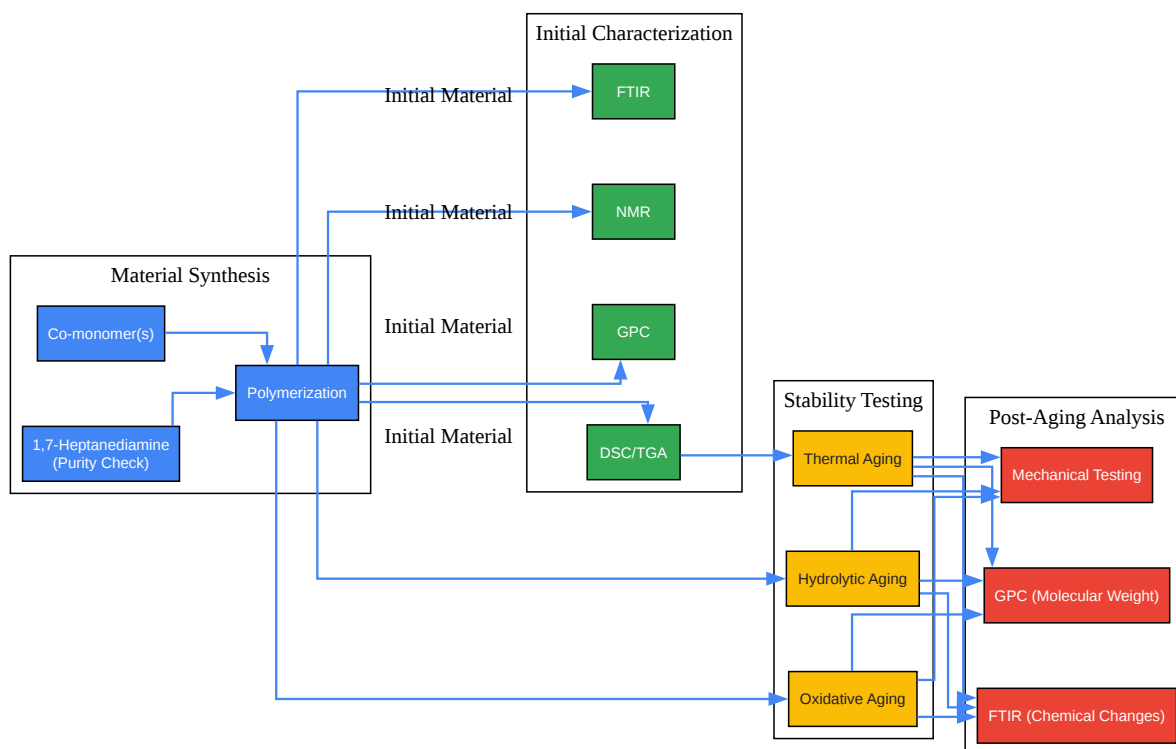 Initial Characterization
FTIR
Initial Material
NMR
Initial Material
Material Synthesis
Co-monomer(s)
Polymerization
1,7-Heptanediamine
(Purity Check)
GPC
Initial Material
DSC/TGA
Initial Material
Stability Testing
Thermal Aging
Hydrolytic Aging
Oxidative Aging
Post-Aging Analysis
Mechanical Testing
GPC (Molecular Weight)
FTIR (Chemical Changes)